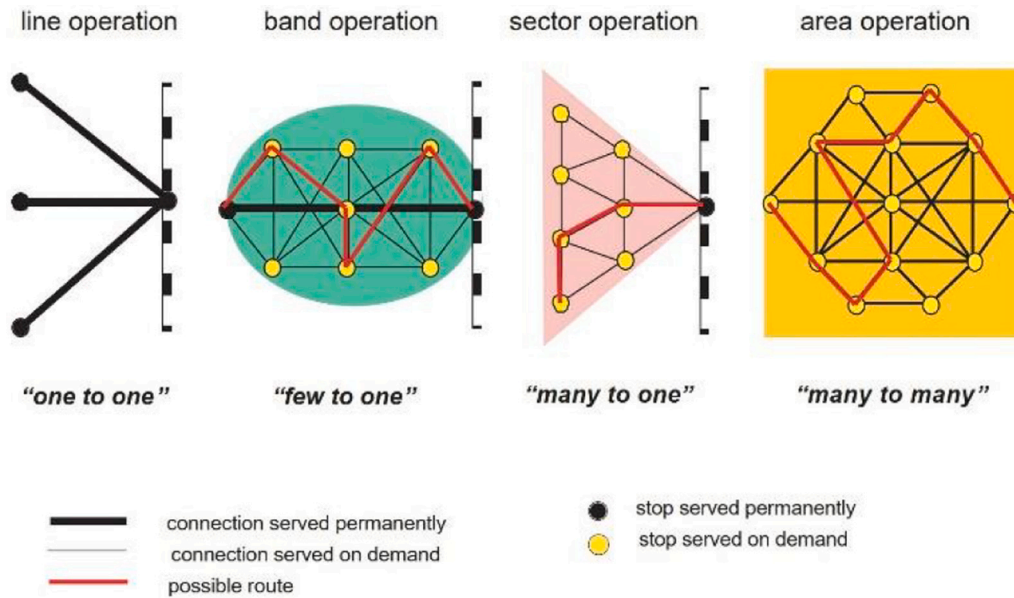 line operation
band operation
sector operation
area operation
“one to one”
“few to one”
“many to one”
“many to many”
connection served permanently
connection served on demand
possible route
stop served permanently
stop served on demand